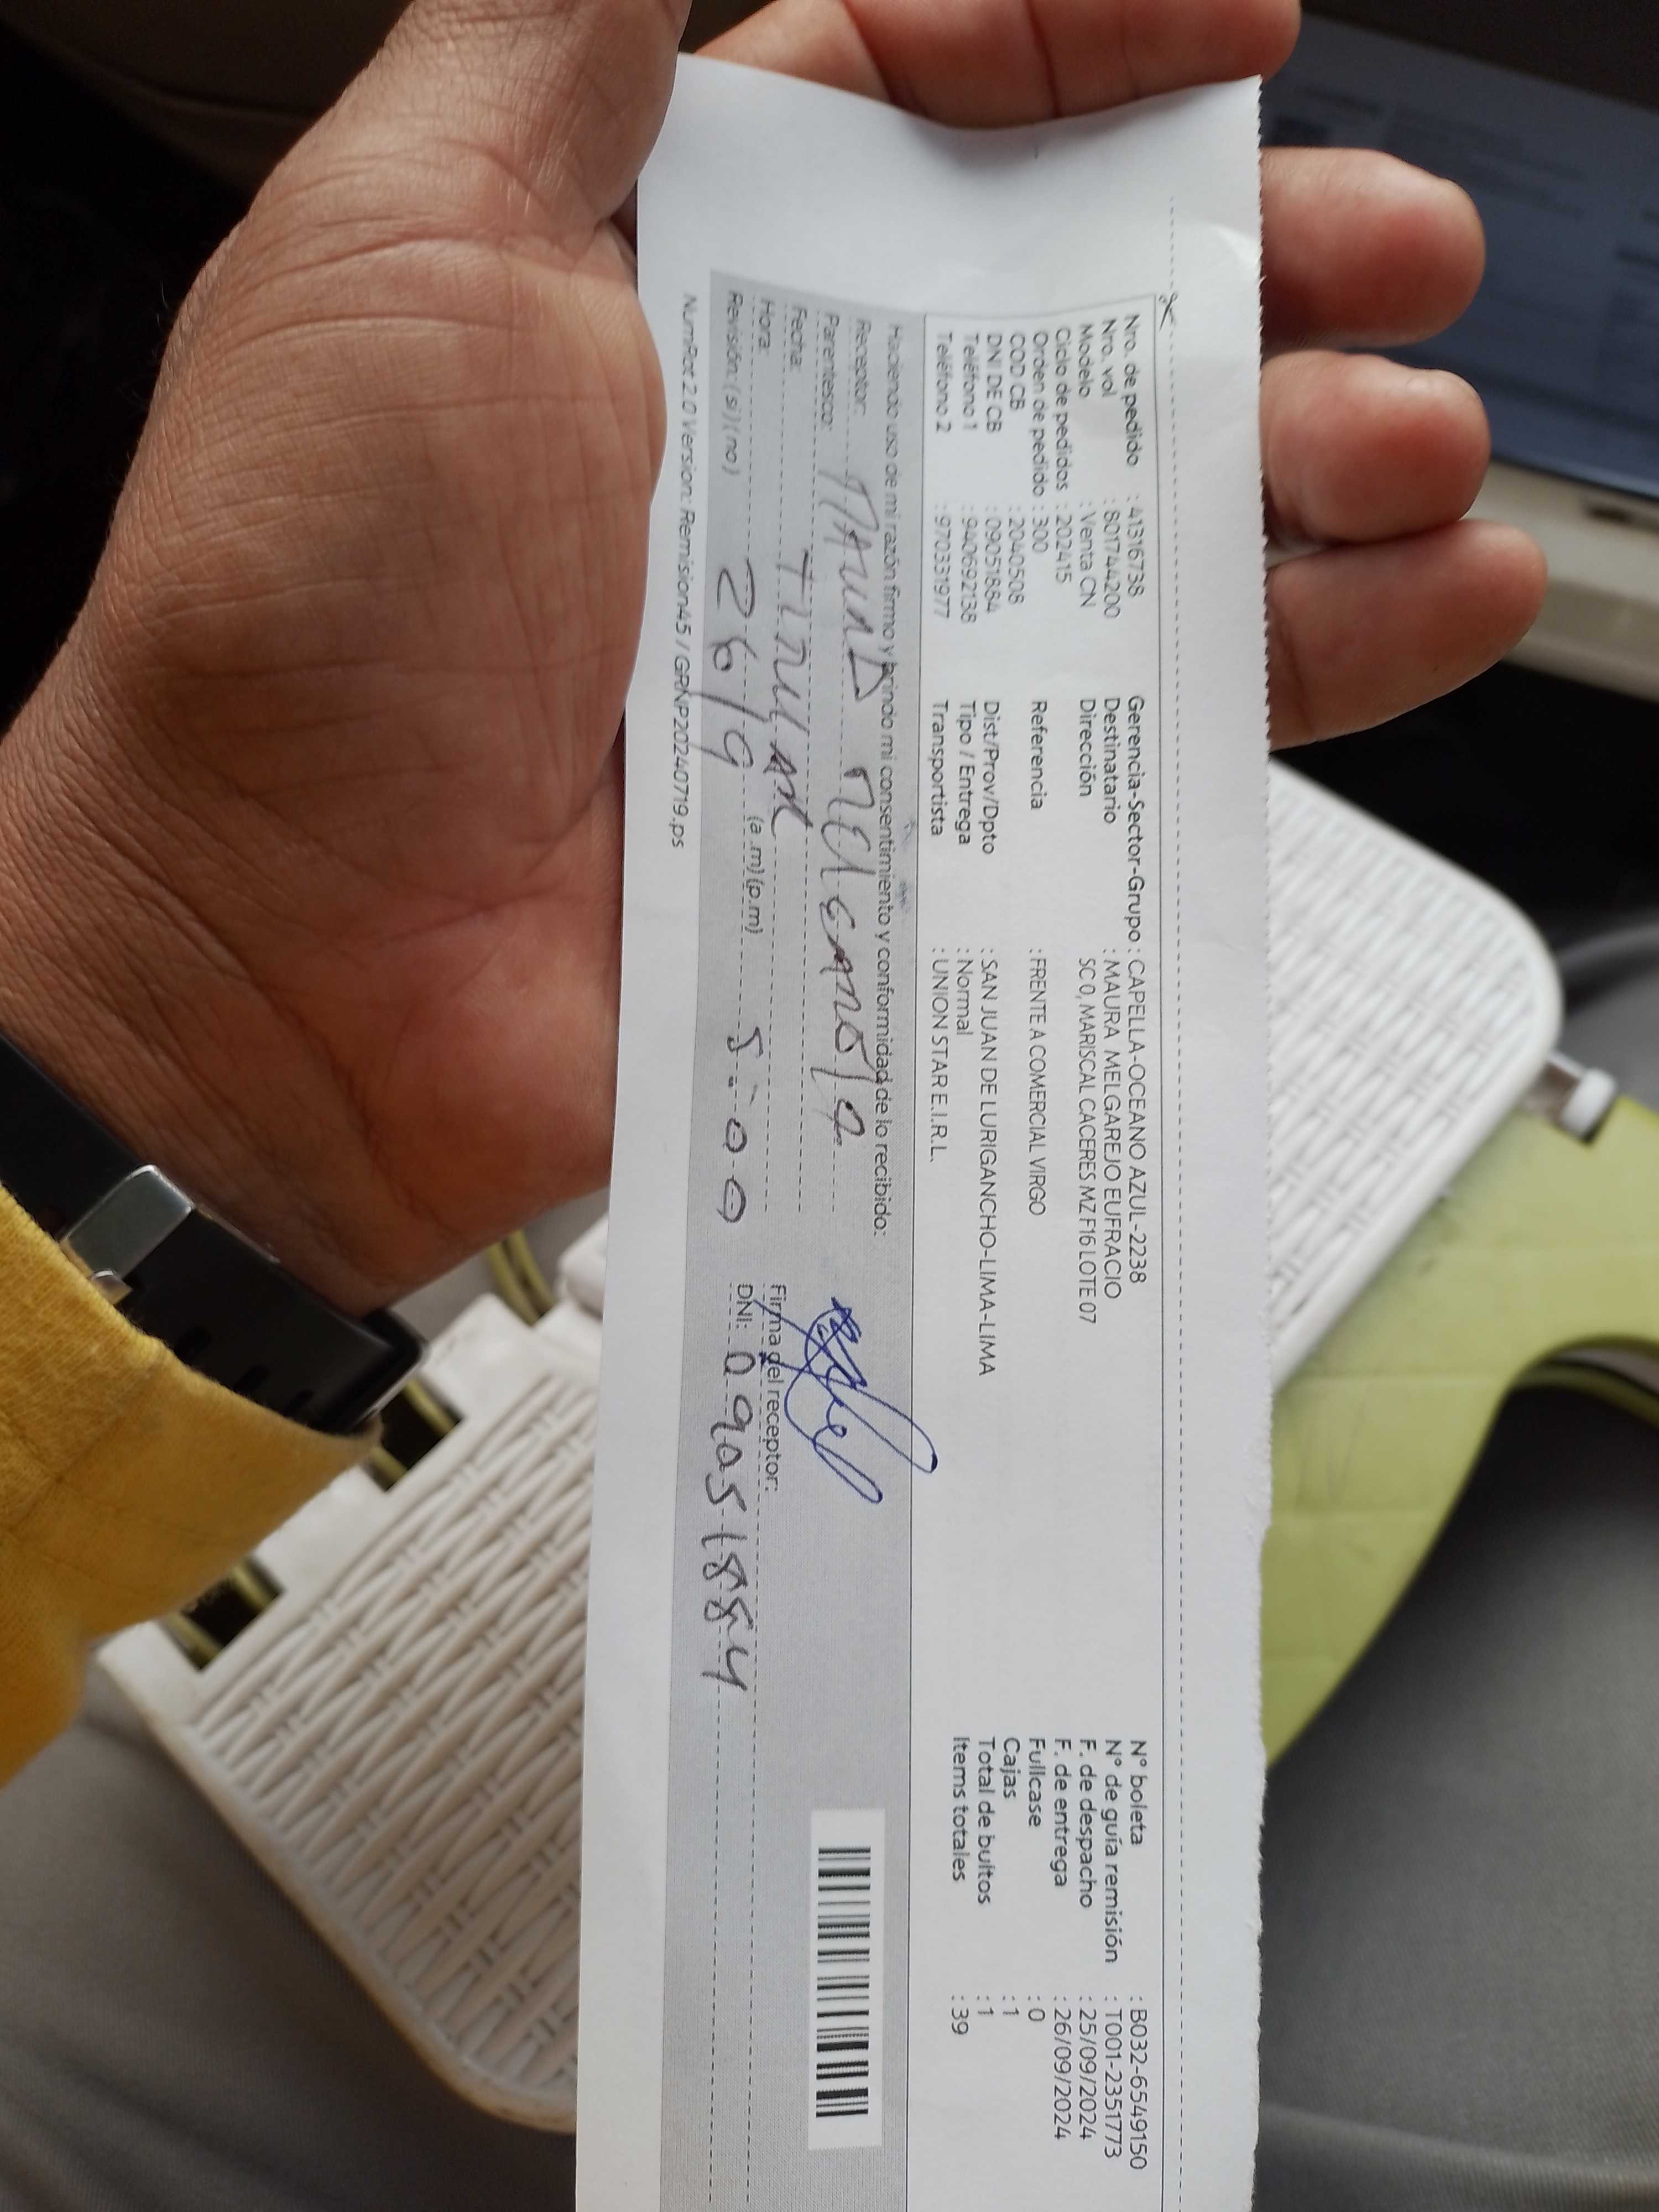 Nro. de pedido : 41316738
Nro. vol : 801744200
Modelo : Venta CN
Ciclo de pedidos : 202415
Orden de pedido : 300
COD CB : 2040508
DNI DE CB : 09051884
Teléfono 1 : 940692138
Teléfono 2 : 970331977
Gerencia-Sector-Grupo : CAPELLA-OCEANO AZUL-2238
Destinatario : MAURA MELGAREJO EUFRACIO
Dirección SC 0, MARISCAL CACERES MZ F16 LOTE 07
Referencia : FRENTE A COMERCIAL VIRGO
Dist/Prov/Dpto : SAN JUAN DE LURIGANCHO-LIMA-LIMA
Tipo / Entrega : Normal
Transportista : UNION STAR E.I.R.L.
N° boleta : B032-6549150
N° de guía remisión : T001-2351773
F. de despacho : 25/09/2024
F. de entrega : 26/09/2024
Fullcase : 0
Cajas : 1
Total de bultos : 1
Items totales : 39
Haciendo uso de mi razón firmo y brindo mi consentimiento y conformidad de lo recibido:
Receptor:
Parentesco:
Fecha:
Hora: (a.m) (p.m)
Revisión: ( si ) ( no ) 26/9 5:00
Firma del receptor:
DNI: 09051884
NumRot 2.0 Version: Remision45 / GRNP20240719.ps